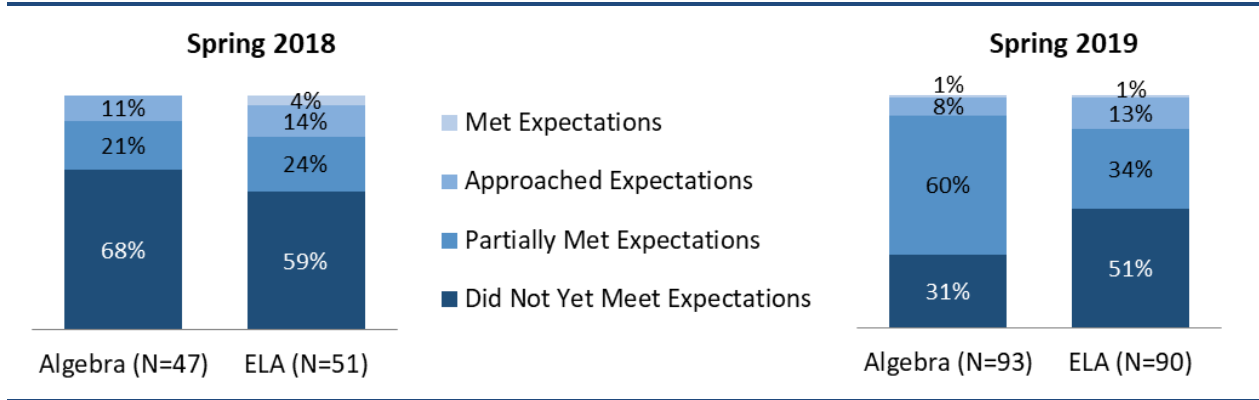 Spring 2018
11%
21%
68%
4%
14%
24%
59%
Algebra (N=47)
ELA (N=51)
Met Expectations
Approached Expectations
Partially Met Expectations
Did Not Yet Meet Expectations
Spring 2019
1%
8%
60%
31%
1%
13%
34%
51%
Algebra (N=93)
ELA (N=90)